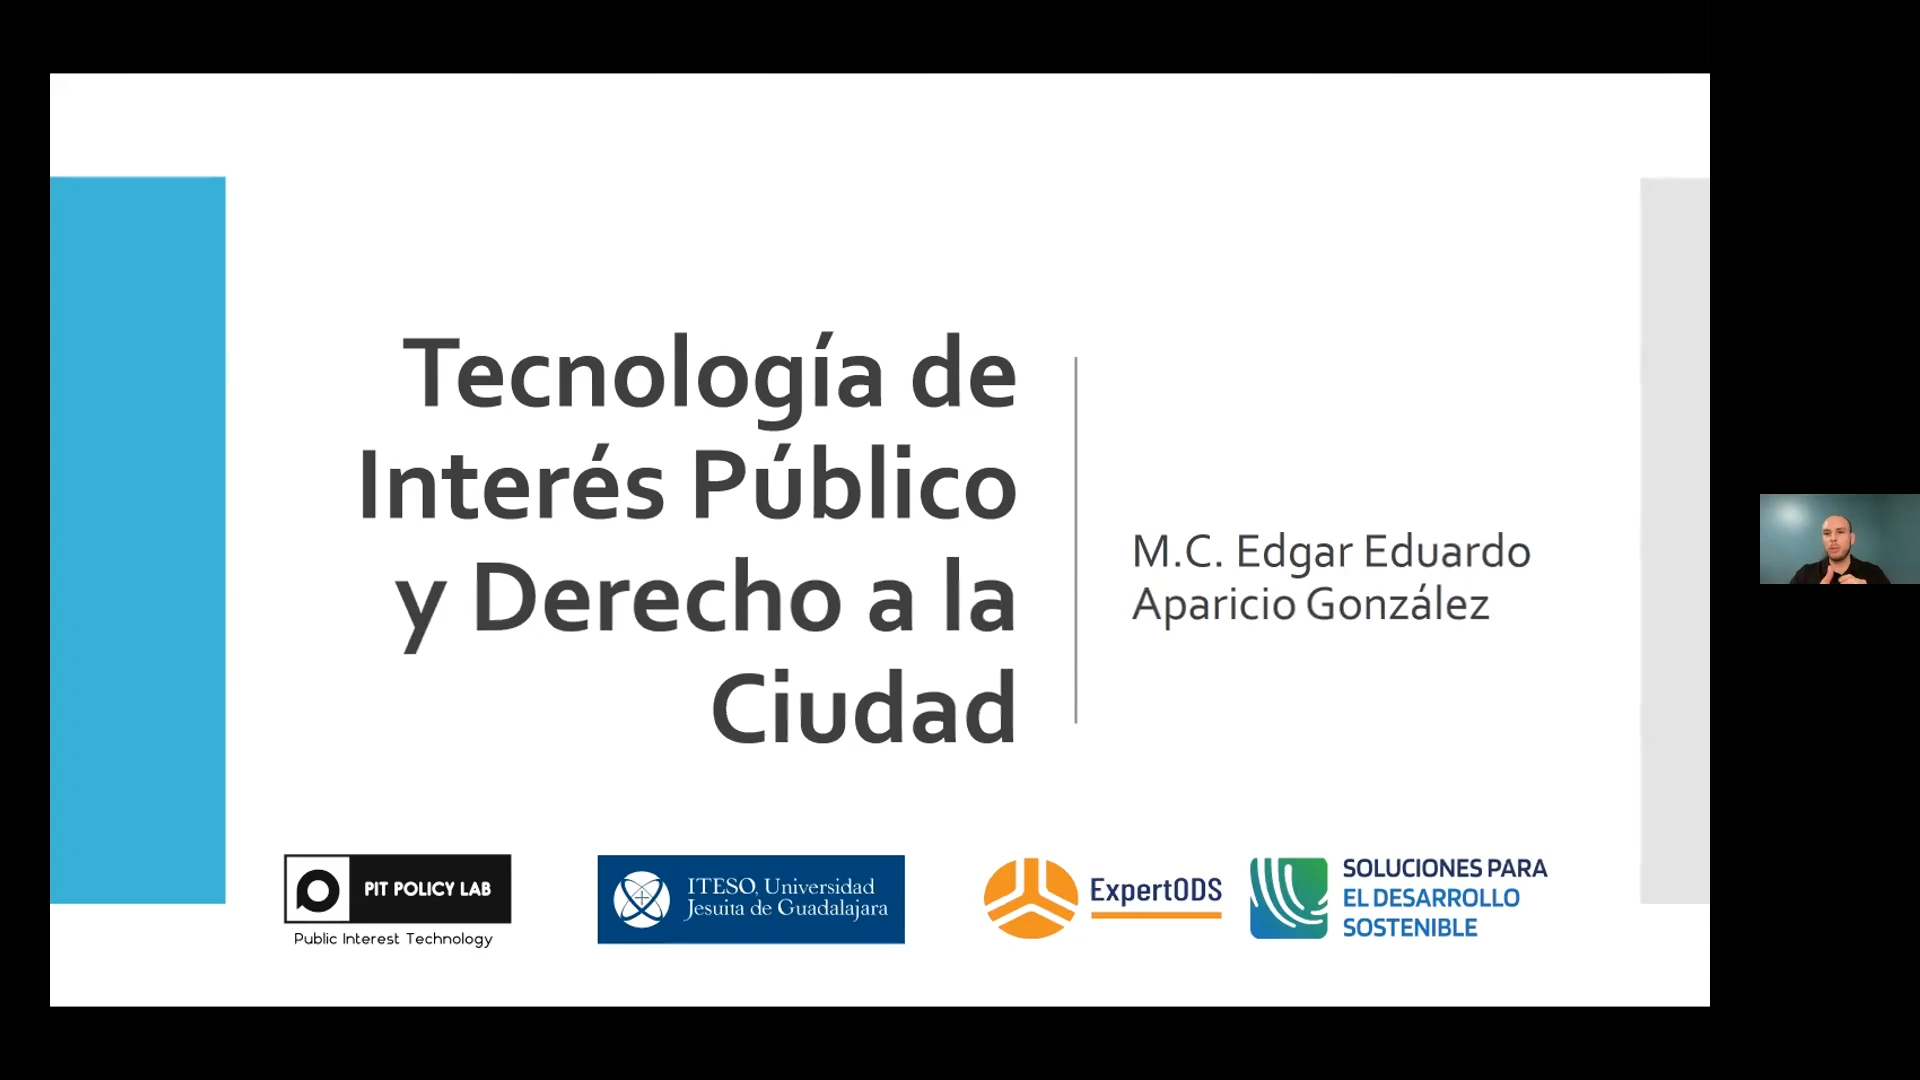 Tecnología de
Interés Público
y Derecho a la
Ciudad
M.C. Edgar Eduardo
Aparicio González
PIT POLICY LAB
Public Interest Technology
ITESO, Universidad
Jesuita de Guadalajara
ExpertODS
SOLUCIONES PARA
EL DESARROLLO
SOSTENIBLE